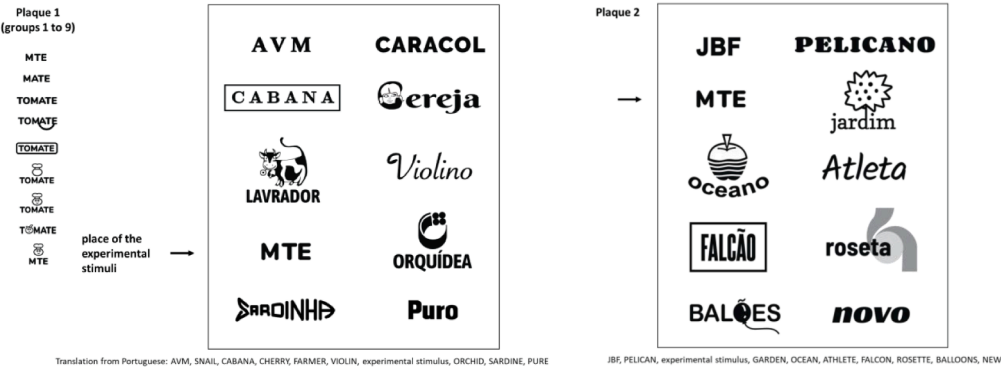 Plaque 1
(groups 1 to 9)
MTE
MATE
TOMATE
TOMATE
TOMATE
TOMATE
TOMATE
TOMATE
MTE
place of the
experimental
stimuli
AVM
CARACOL
CABANA
Cereja
LAVRADOR
Violino
MTE
ORQUÍDEA
SARDINHA
Puro
Translation from Portuguese: AVM, SNAIL, CABANA, CHERRY, FARMER, VIOLIN, experimental stimulus, ORCHID, SARDINE, PURE
Plaque 2
JBF
PELICANO
MTE
jardim
oceano
Atleta
FALCÃO
roseta
BALÕES
novo
JBF, PELICAN, experimental stimulus, GARDEN, OCEAN, ATHLETE, FALCON, ROSETTE, BALLOONS, NEW